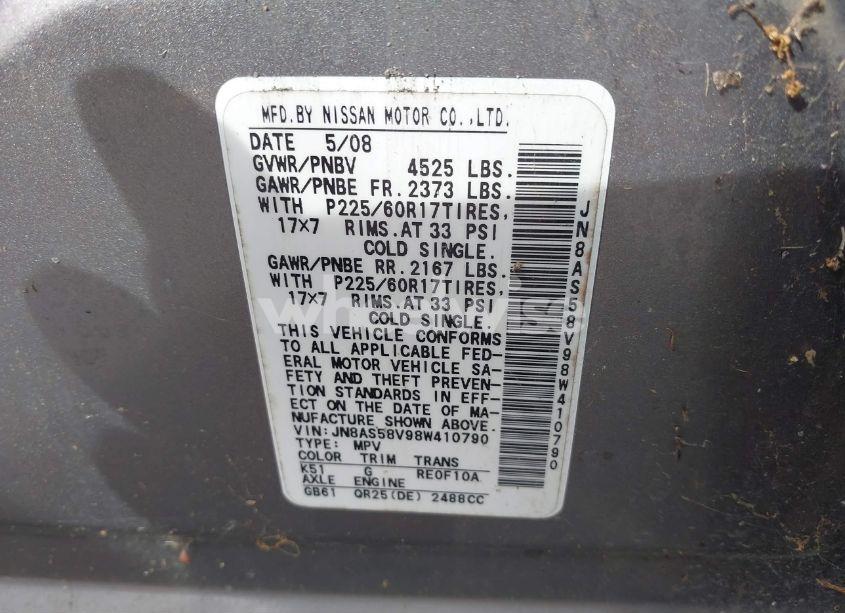 MFD.BY NISSAN MOTOR CO.,LTD.
DATE 5/08
GVWR/PNBV 4525 LBS.
GAWR/PNBE FR.2373 LBS.
WITH P225/60R17TIRES,
17×7 RIMS.AT 33 PSI
COLD SINGLE.
GAWR/PNBE RR.2167 LBS.
WITH P225/60R17TIRES,
17×7 RIMS.AT 33 PSI
COLD SINGLE.
THIS VEHICLE CONFORMS
TO ALL APPLICABLE FED-
ERAL MOTOR VEHICLE SA-
FETY AND THEFT PREVEN-
TION STANDARDS IN EFF-
ECT ON THE DATE OF MA-
NUFACTURE SHOWN ABOVE.
VIN:JN8AS58V98W410790
TYPE: MPV
COLOR TRIM TRANS
K51 G RE0F10A
AXLE ENGINE
GB61 QR25(DE) 2488CC
JN8AS58V98W410790